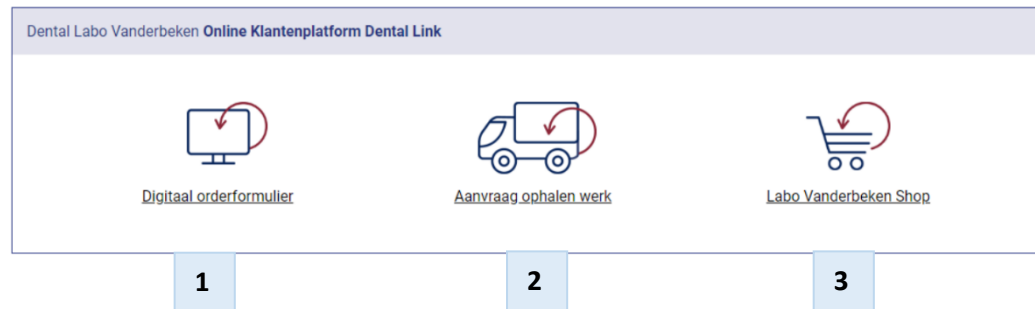 Dental Labo Vanderbeken Online Klantenplatform Dental Link
Digitaal orderformulier
Aanvraag ophalen werk
Labo Vanderbeken Shop
1
2
3